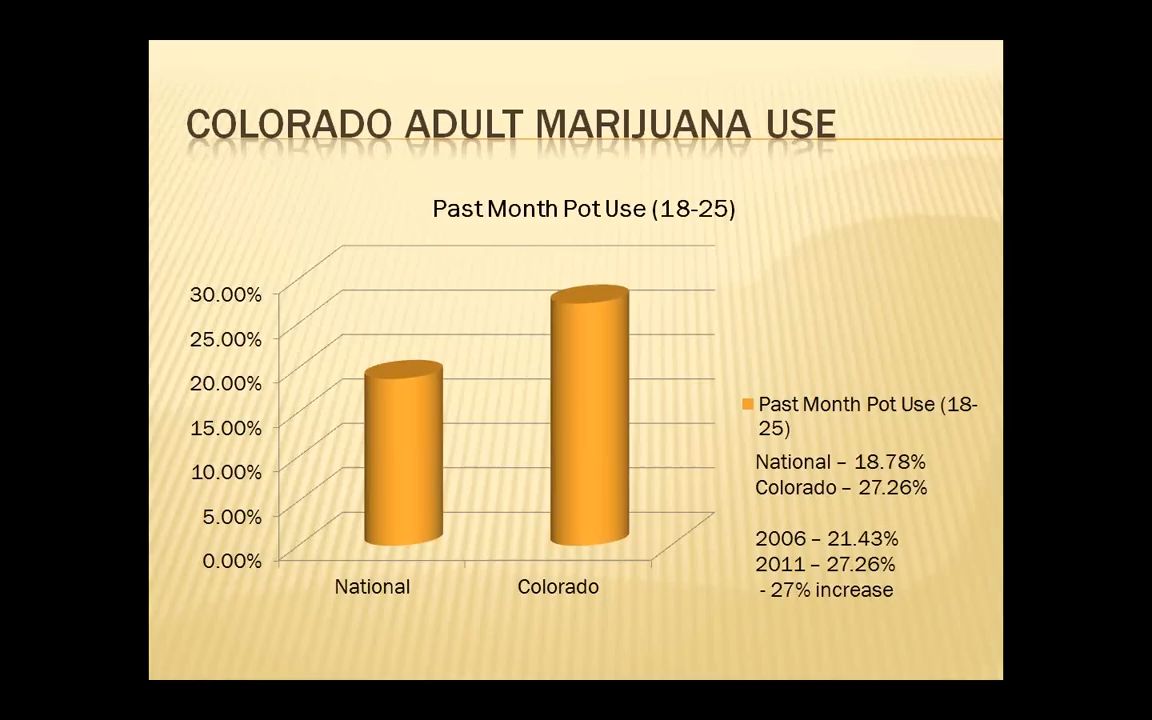 COLORADO ADULT MARIJUANA USE
Past Month Pot Use (18-25)
30.00%
25.00%
20.00%
15.00%
10.00%
5.00%
0.00%
National
Colorado
Past Month Pot Use (18-
25)
National – 18.78%
Colorado – 27.26%
2006 – 21.43%
2011 – 27.26%
- 27% increase